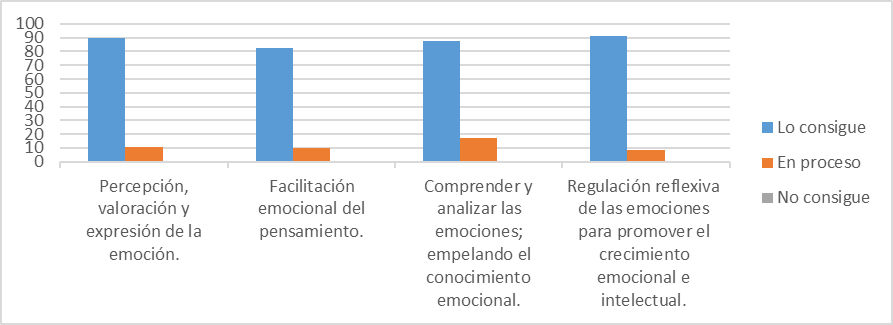 100
90
80
70
60
50
40
30
20
10
0
Percepción,
valoración y
expresión de la
emoción.
Facilitación
emocional del
pensamiento.
Comprender y
analizar las
emociones;
empelando el
conocimiento
emocional.
Regulación reflexiva
de las emociones
para promover el
crecimiento
emocional e
intelectual.
Lo consigue
En proceso
No consigue